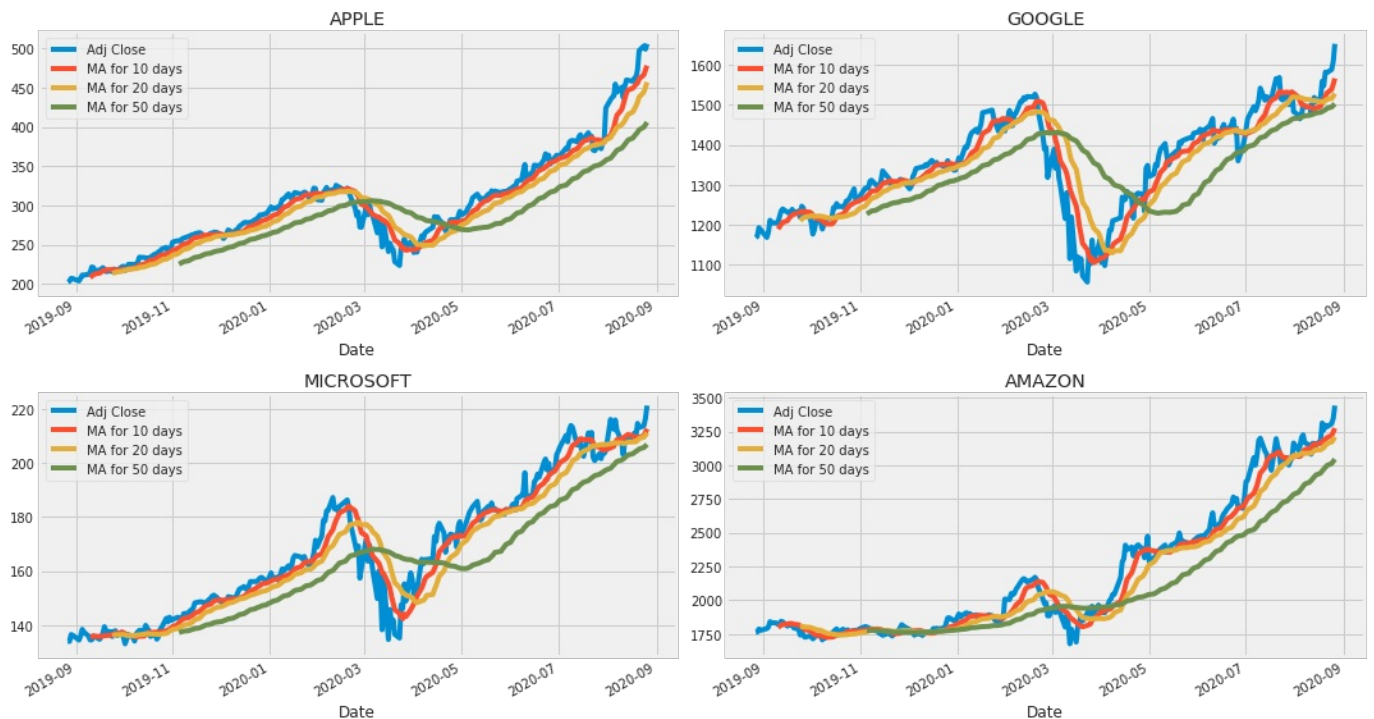 APPLE
Adj Close
MA for 10 days
MA for 20 days
MA for 50 days
500
450
400
350
300
250
200
2019-09
2019-11
2020-01
2020-03
2020-05
2020-07
2020-09
Date
GOOGLE
Adj Close
MA for 10 days
MA for 20 days
MA for 50 days
1600
1500
1400
1300
1200
1100
2019-09
2019-11
2020-01
2020-03
2020-05
2020-07
2020-09
Date
MICROSOFT
Adj Close
MA for 10 days
MA for 20 days
MA for 50 days
220
200
180
160
140
2019-09
2019-11
2020-01
2020-03
2020-05
2020-07
2020-09
Date
AMAZON
Adj Close
MA for 10 days
MA for 20 days
MA for 50 days
3500
3250
3000
2750
2500
2250
2000
1750
2019-09
2019-11
2020-01
2020-03
2020-05
2020-07
2020-09
Date